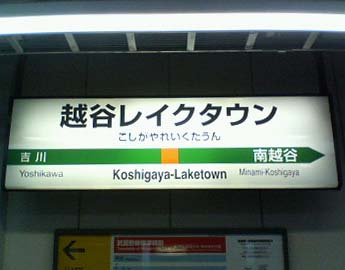 越谷レイクタウン
こしがやれいくたうん
吉川 南越谷
Yoshikawa Koshigaya-Laketown Minami-Koshigaya